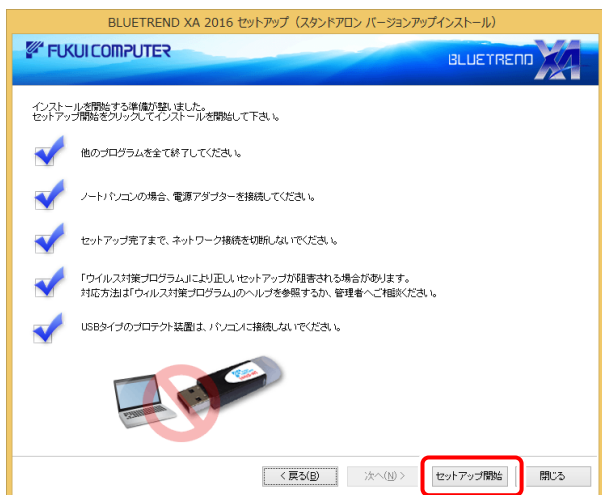 BLUETREND XA 2016 セットアップ（スタンドアロン バージョンアップインストール）
FUKUI COMPUTER
BLUETREND XA
インストールを開始する準備が整いました。
セットアップ開始をクリックしてインストールを開始して下さい。
他のプログラムを全て終了してください。
ノートパソコンの場合、電源アダプターを接続してください。
セットアップ完了まで、ネットワーク接続を切断しないでください。
「ウイルス対策プログラム」により正しいセットアップが阻害される場合があります。
対応方法は「ウィルス対策プログラム」のヘルプを参照するか、管理者へご相談ください。
USBタイプのプロテクト装置は、パソコンに接続しないでください。
< 戻る(B)
次へ(N) >
セットアップ開始
閉じる